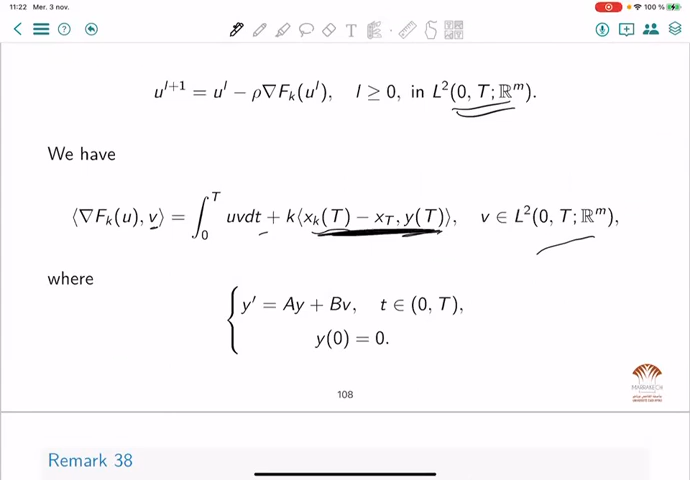 11:22 Mer. 3 nov.
100 %
T
u^{l+1} = u^l − ρ∇F_k(u^l), l ≥ 0, in L^2(0, T; ℝ^m).
We have
⟨∇F_k(u), v⟩ = ∫_0^T uvdt + k⟨x_k(T) − x_T, y(T)⟩, v ∈ L^2(0, T; ℝ^m),
where
{ y′ = Ay + Bv, t ∈ (0, T),
y(0) = 0.
MARRAKECH
108
Remark 38